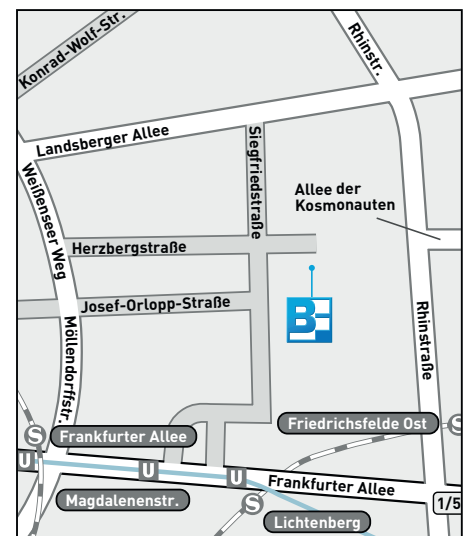 Konrad-Wolf-Str.
Rhinstr.
Landsberger Allee
Siegfriedstraße
Weißenseer Weg
Allee der
Kosmonauten
Herzbergstraße
Josef-Orlopp-Straße
B
Rhinstraße
Möllendorffstr.
Friedrichsfelde Ost
S
S
Frankfurter Allee
U
U
U
Frankfurter Allee
Magdalenenstr.
S
Lichtenberg
1/5